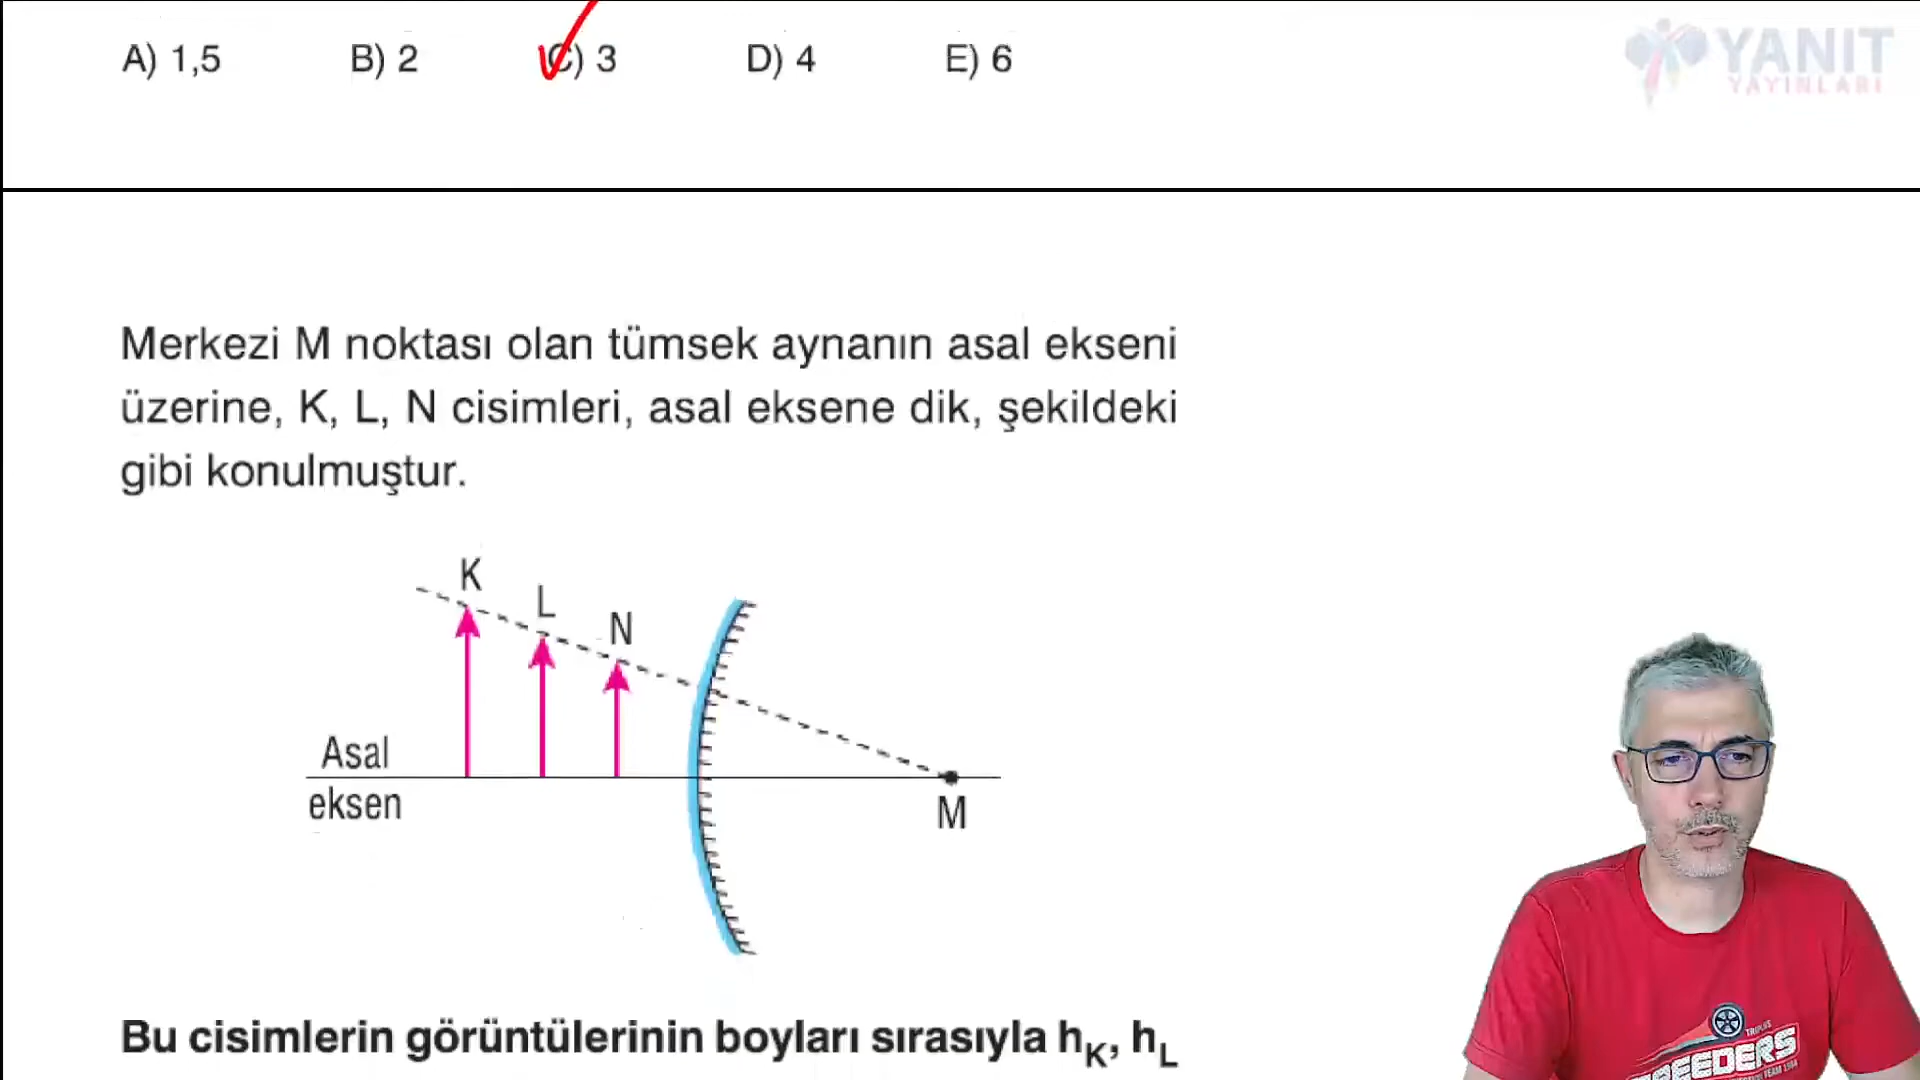 A) 1,5 B) 2 C) 3 D) 4 E) 6
YANIT
YAYINLARI
Merkezi M noktası olan tümsek aynanın asal ekseni
üzerine, K, L, N cisimleri, asal eksene dik, şekildeki
gibi konulmuştur.
K
L
N
Asal
eksen
M
Bu cisimlerin görüntülerinin boyları sırasıyla hK, hL